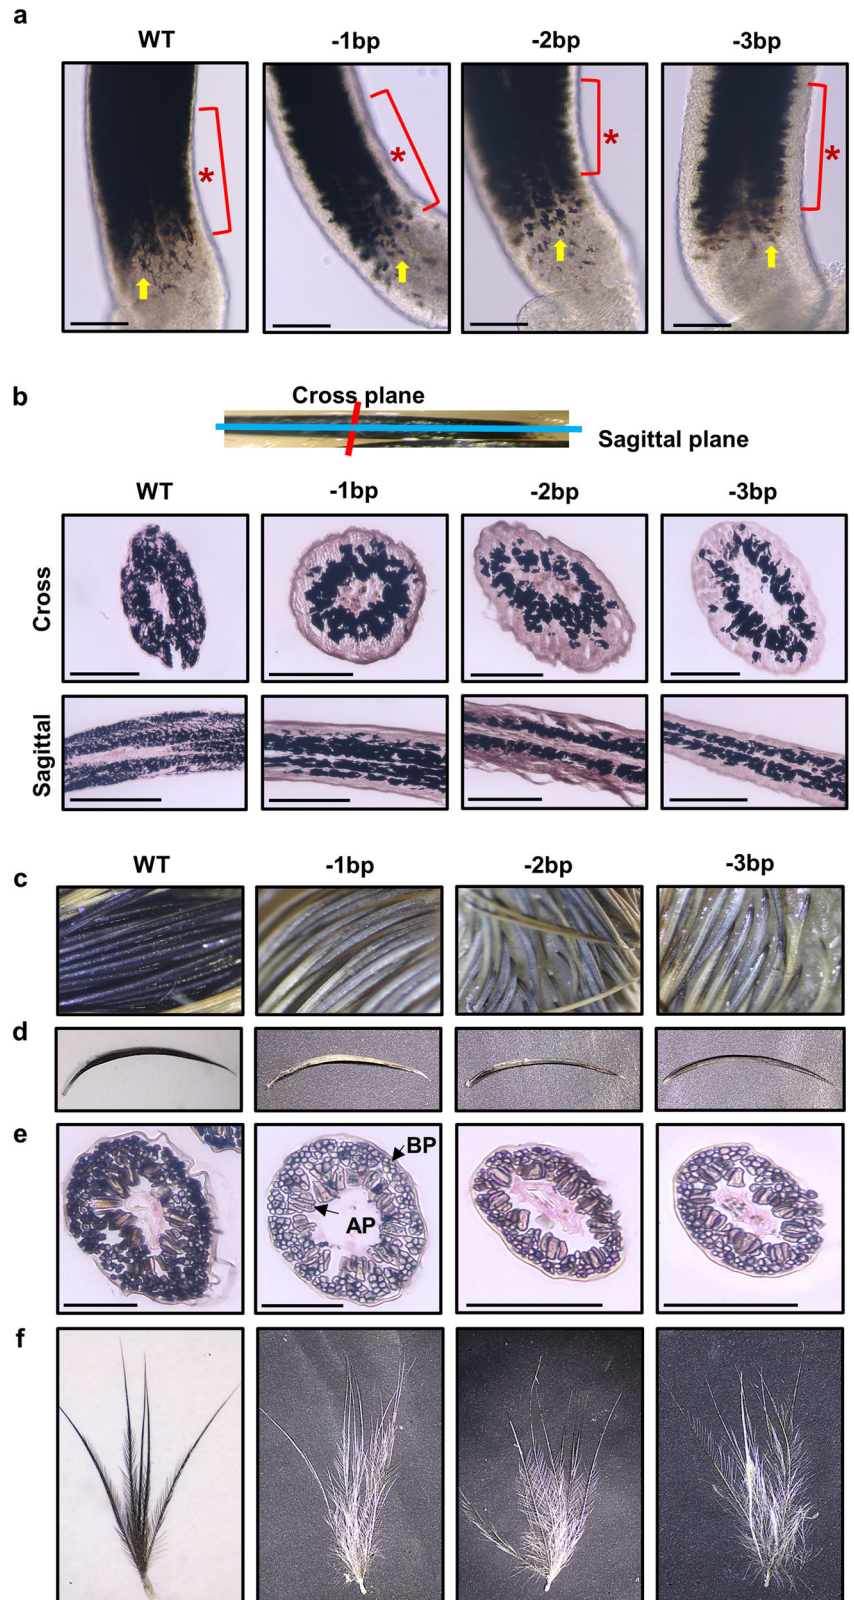 a
WT -1bp -2bp -3bp
* * * *
b
Cross plane
Sagittal plane
WT -1bp -2bp -3bp
Cross
Sagittal
WT -1bp -2bp -3bp
c
d
e
BP
AP
f